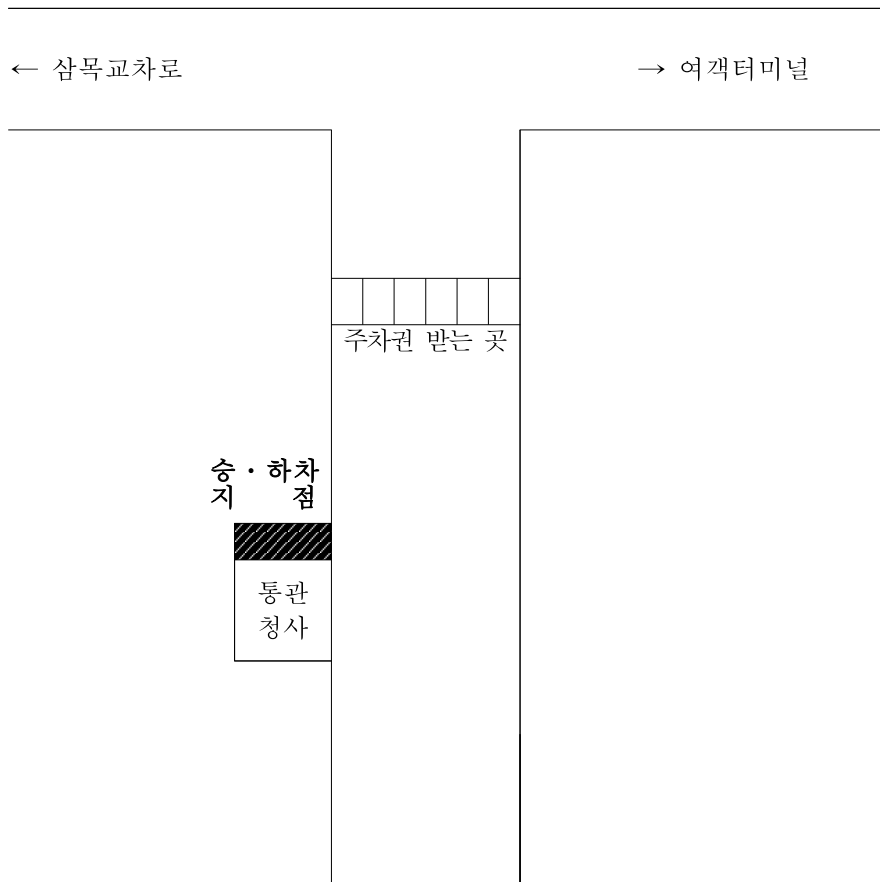 ← 삼목교차로
→ 여객터미널
주차권 받는 곳
승·하차
지 점
통관
청사